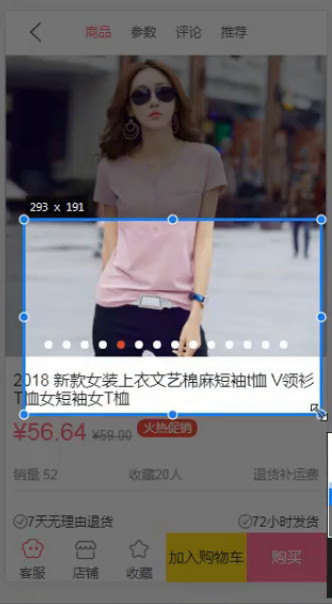 商品 参数 评论 推荐
293 x 191
2018 新款女装上衣文艺棉麻短袖t恤 V领衫
T恤女短袖女T桖
¥56.64 ¥59.00 火热促销
销量 52 收藏20人 退货补运费
7天无理由退货 72小时发货
客服 店铺 收藏 加入购物车 购买